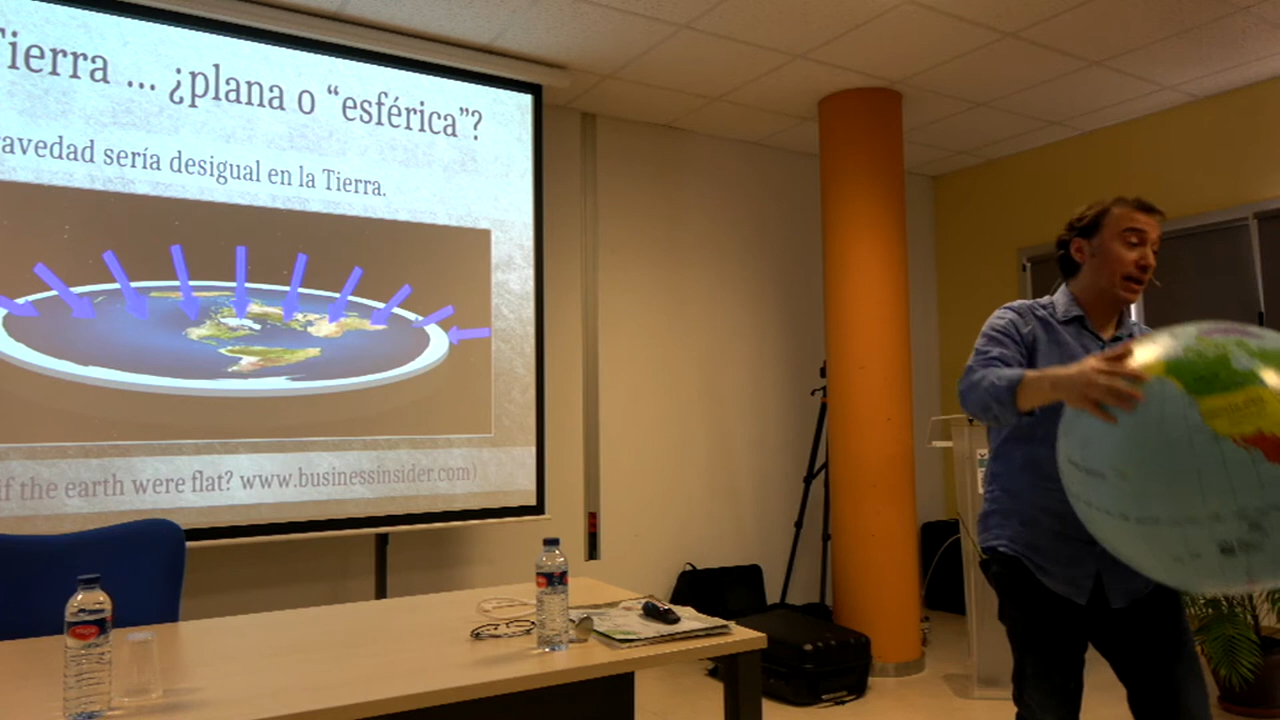 Tierra ... ¿plana o “esférica”?
avedad sería desigual en la Tierra.
if the earth were flat? www.businessinsider.com)